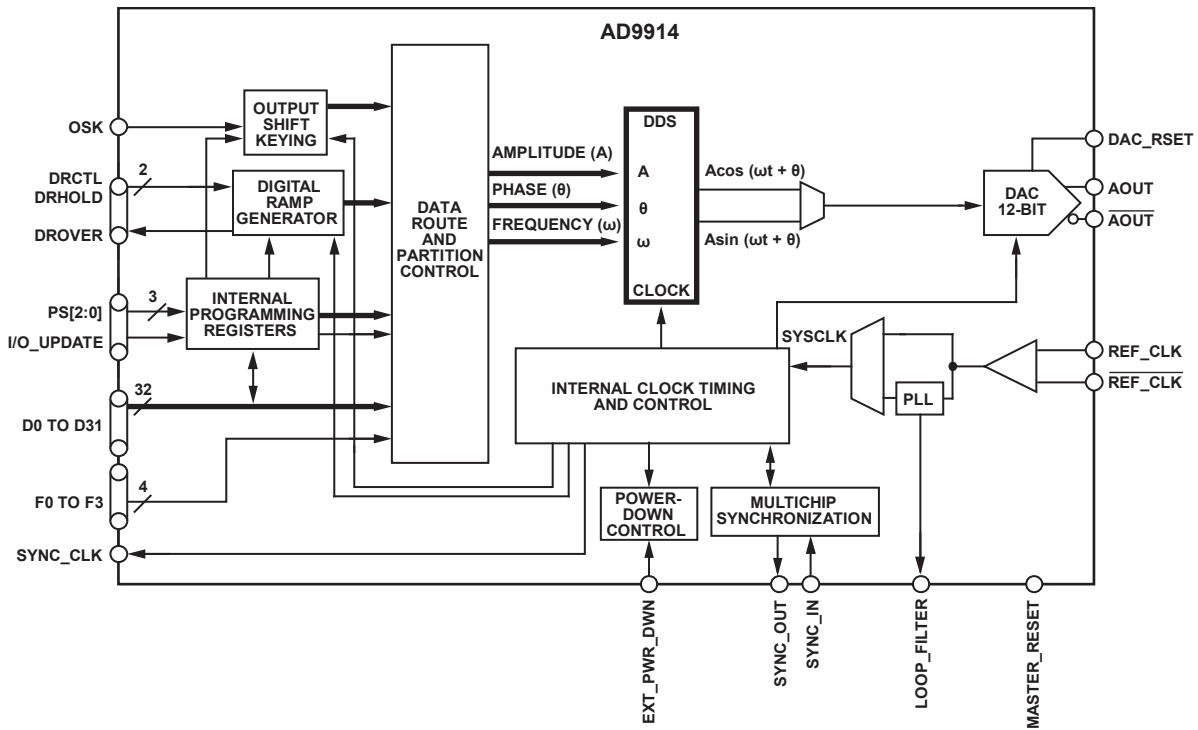 AD9914
OSK
OUTPUT
SHIFT
KEYING
DRCTL
DRHOLD
DROVER
2
DIGITAL
RAMP
GENERATOR
PS[2:0]
I/O_UPDATE
3
INTERNAL
PROGRAMMING
REGISTERS
D0 TO D31
32
F0 TO F3
4
SYNC_CLK
DATA
ROUTE
AND
PARTITION
CONTROL
AMPLITUDE (A)
PHASE (θ)
FREQUENCY (ω)
DDS
A
θ
ω
CLOCK
Acos (ωt + θ)
Asin (ωt + θ)
DAC
12-BIT
DAC_RSET
AOUT
AOUT
INTERNAL CLOCK TIMING
AND CONTROL
SYSCLK
PLL
REF_CLK
REF_CLK
POWER-
DOWN
CONTROL
MULTICHIP
SYNCHRONIZATION
EXT_PWR_DWN
SYNC_OUT
SYNC_IN
LOOP_FILTER
MASTER_RESET